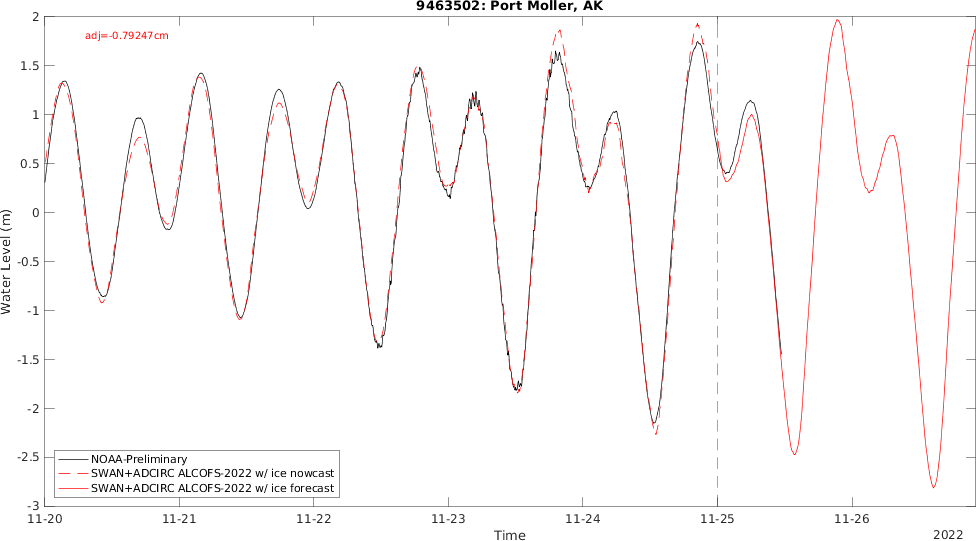 9463502: Port Moller, AK
adj=-0.79247cm
2
1.5
1
0.5
0
-0.5
-1
-1.5
-2
-2.5
-3
Water Level (m)
NOAA-Preliminary
SWAN+ADCIRC ALCOFS-2022 w/ ice nowcast
SWAN+ADCIRC ALCOFS-2022 w/ ice forecast
11-20 11-21 11-22 11-23 11-24 11-25 11-26
Time
2022